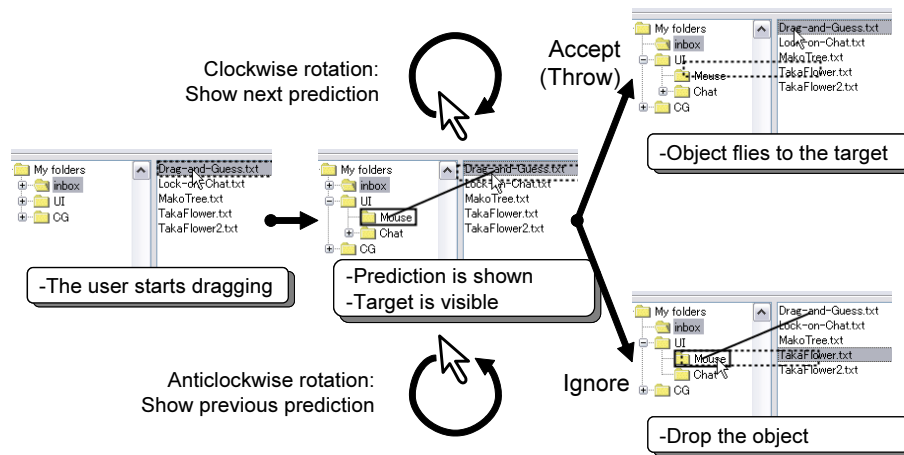 Clockwise rotation:
Show next prediction
Accept
(Throw)
My folders
inbox
UI
Mouse
Chat
CG
Drag-and-Guess.txt
Lock-on-Chat.txt
MakoTree.txt
TakaFlower.txt
TakaFlower2.txt
-Object flies to the target
My folders
inbox
UI
CG
Drag-and-Guess.txt
Lock-on-Chat.txt
MakoTree.txt
TakaFlower.txt
TakaFlower2.txt
-The user starts dragging
My folders
inbox
UI
Mouse
Chat
CG
Drag-and-Guess.txt
Lock-on-Chat.txt
MakoTree.txt
TakaFlower.txt
TakaFlower2.txt
-Prediction is shown
-Target is visible
Anticlockwise rotation:
Show previous prediction
Ignore
My folders
inbox
UI
Mouse
Chat
CG
Drag-and-Guess.txt
Lock-on-Chat.txt
MakoTree.txt
TakaFlower.txt
TakaFlower2.txt
-Drop the object